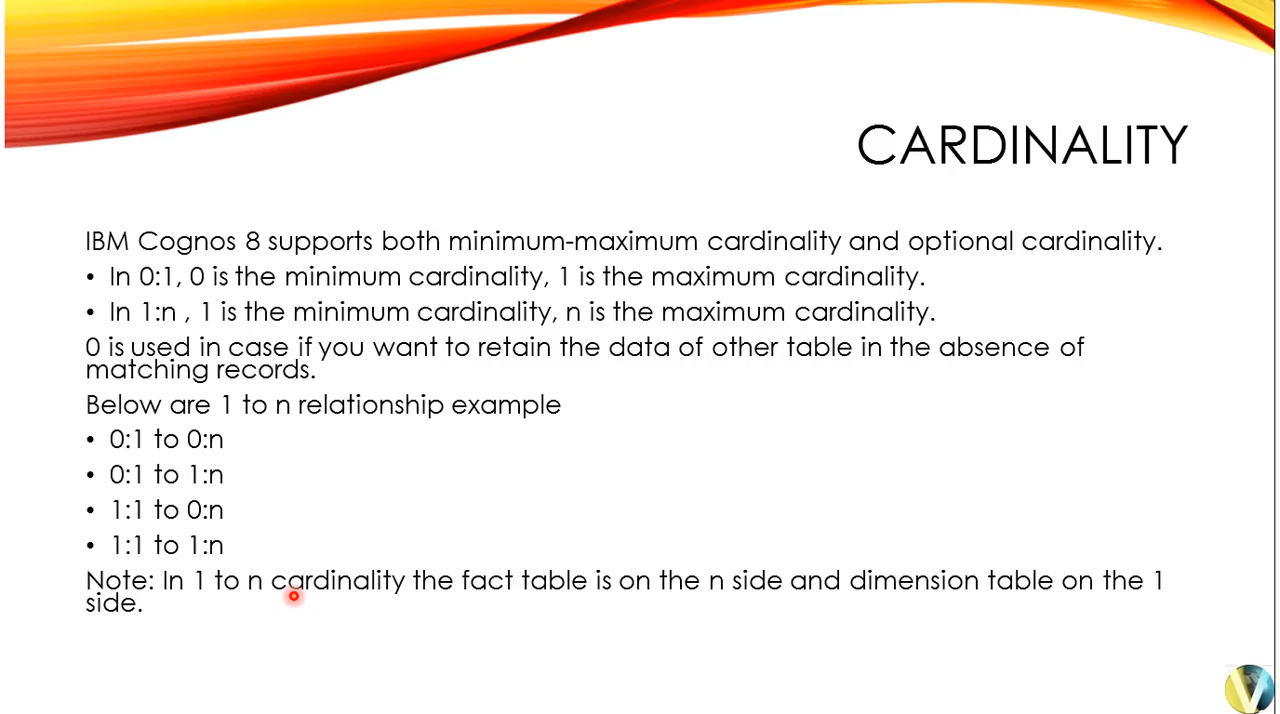 CARDINALITY
IBM Cognos 8 supports both minimum-maximum cardinality and optional cardinality.
• In 0:1, 0 is the minimum cardinality, 1 is the maximum cardinality.
• In 1:n , 1 is the minimum cardinality, n is the maximum cardinality.
0 is used in case if you want to retain the data of other table in the absence of
matching records.
Below are 1 to n relationship example
• 0:1 to 0:n
• 0:1 to 1:n
• 1:1 to 0:n
• 1:1 to 1:n
Note: In 1 to n cardinality the fact table is on the n side and dimension table on the 1
side.
V